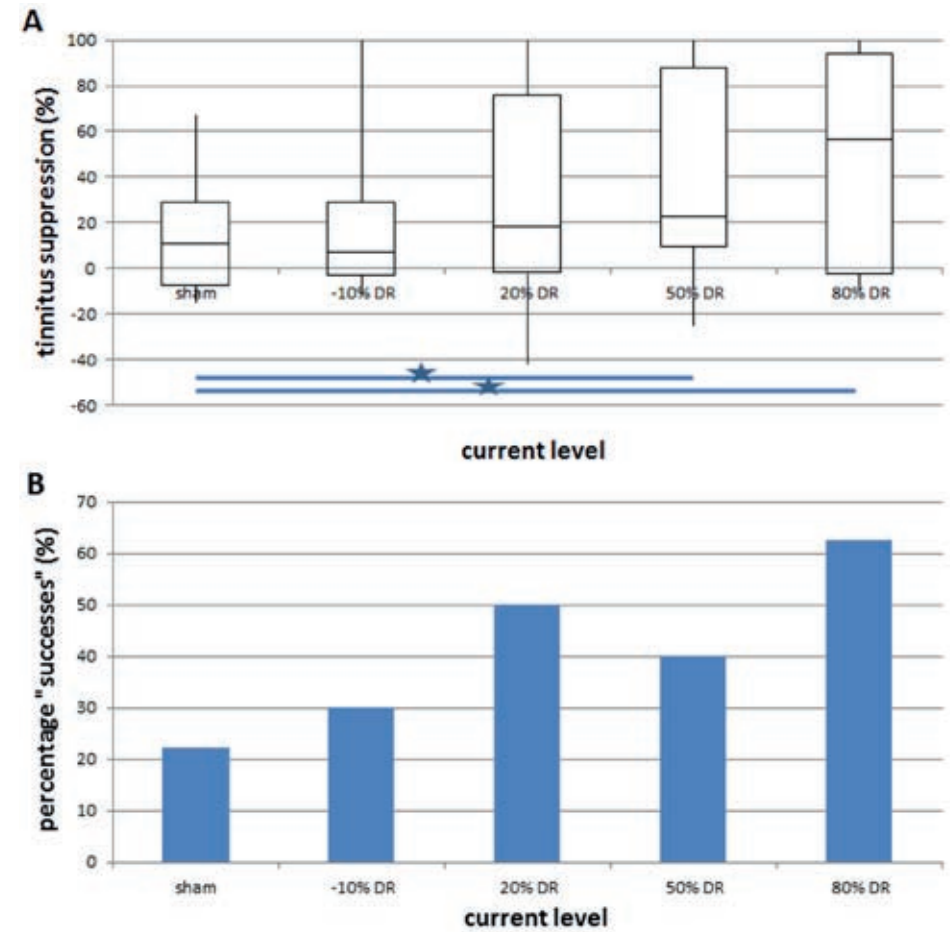 A
tinnitus suppression (%)
100
80
60
40
20
0
-20
-40
-60
sham -10% DR 20% DR 50% DR 80% DR
current level
B
percentage " successes" (%)
70
60
50
40
30
20
10
0
sham -10% DR 20% DR 50% DR 80% DR
current level